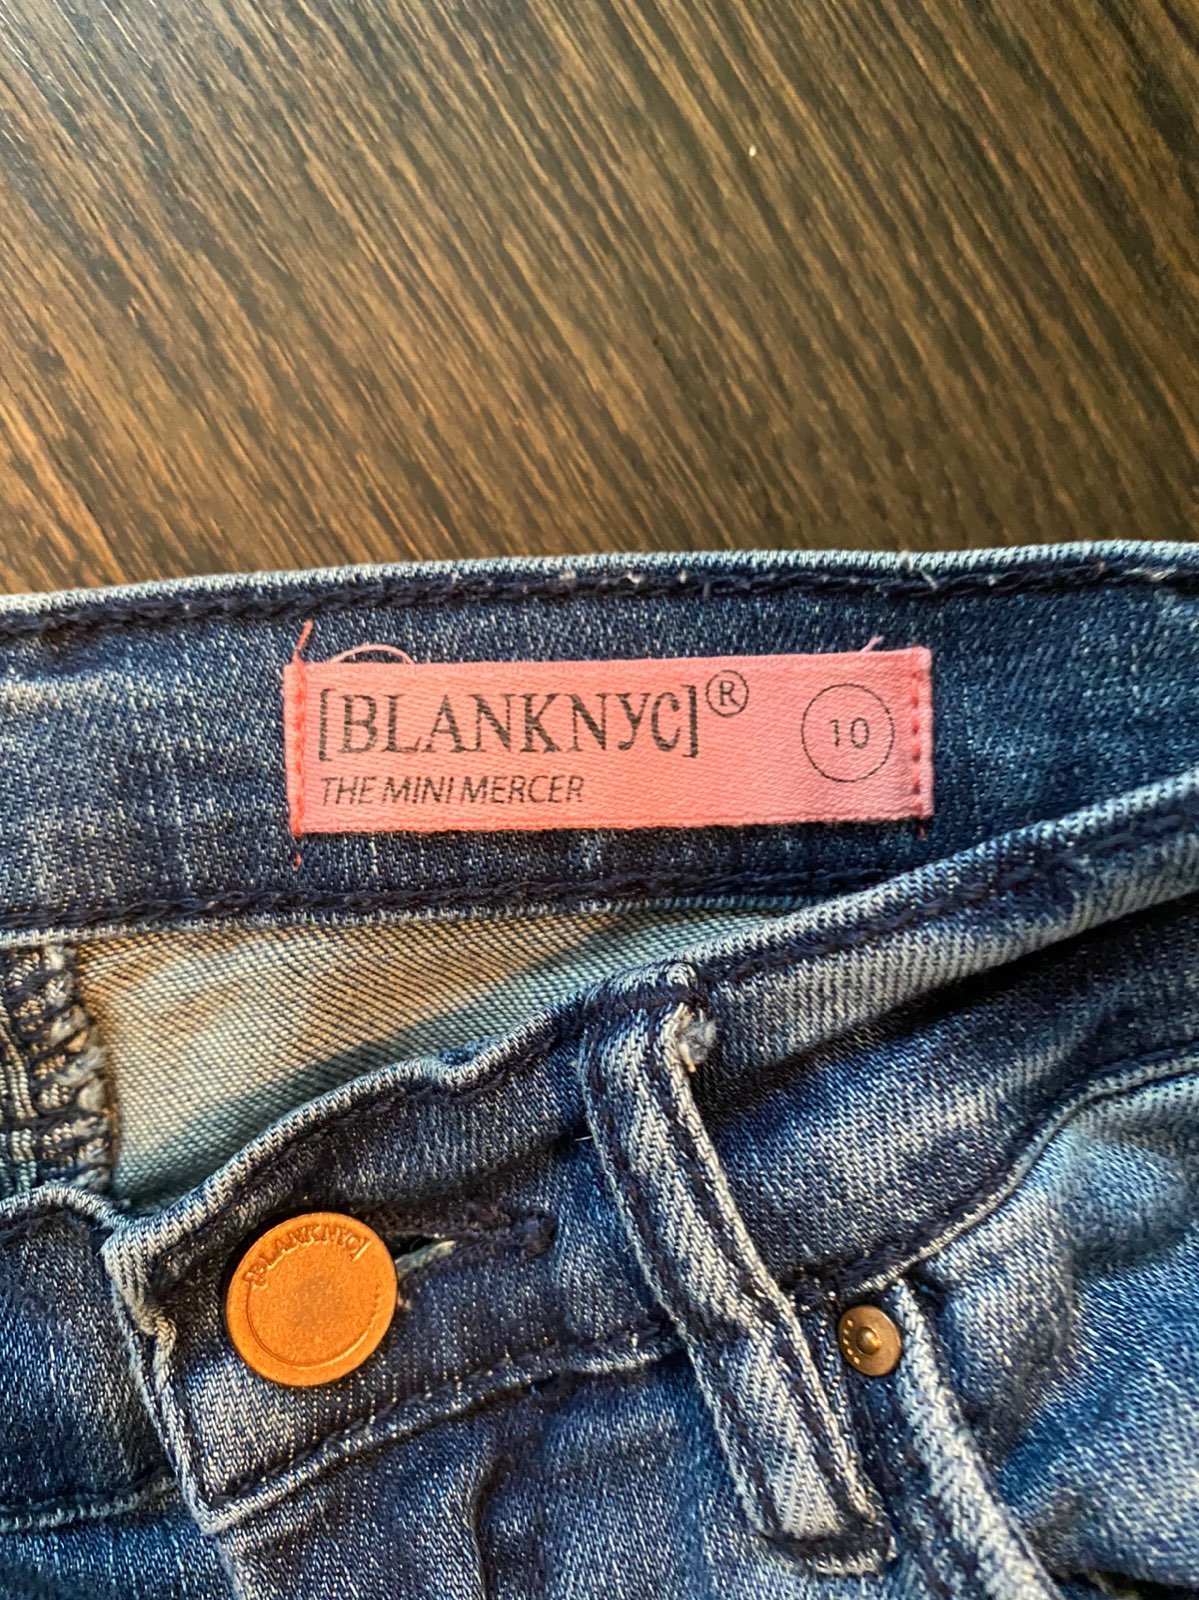 [BLANKNYC]®
10
THE MINI MERCER
[BLANKNYC]